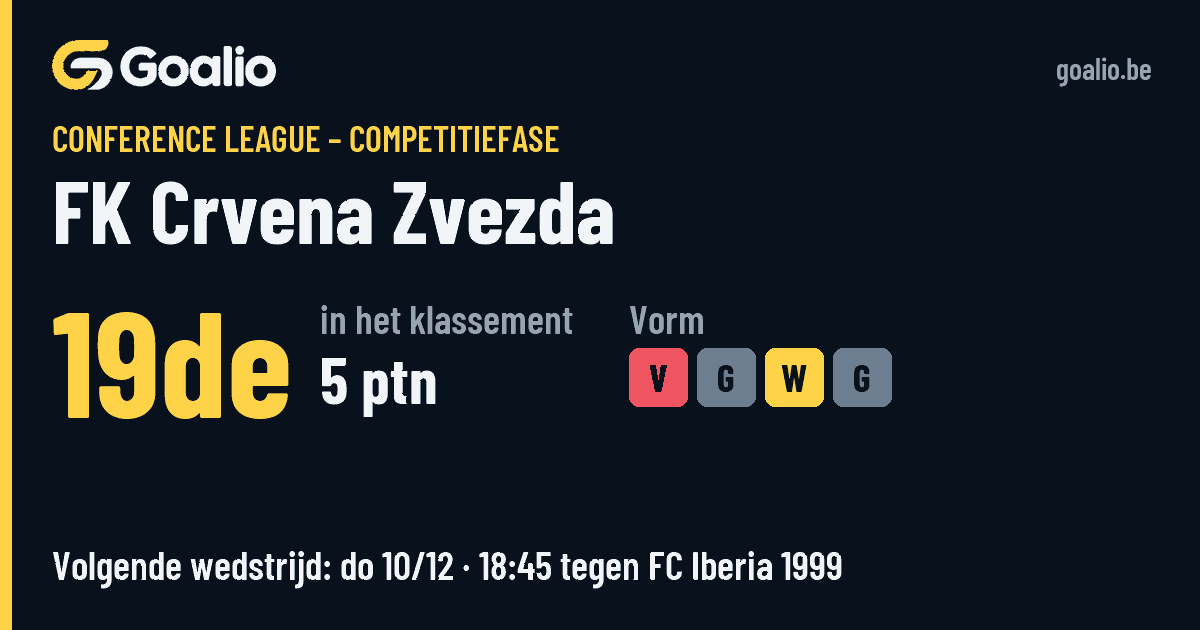 Goalio
goalio.be
CONFERENCE LEAGUE – COMPETITIEFASE
FK Crvena Zvezda
19de
in het klassement
5 ptn
Vorm
V G W G
Volgende wedstrijd: do 10/12 · 18:45 tegen FC Iberia 1999